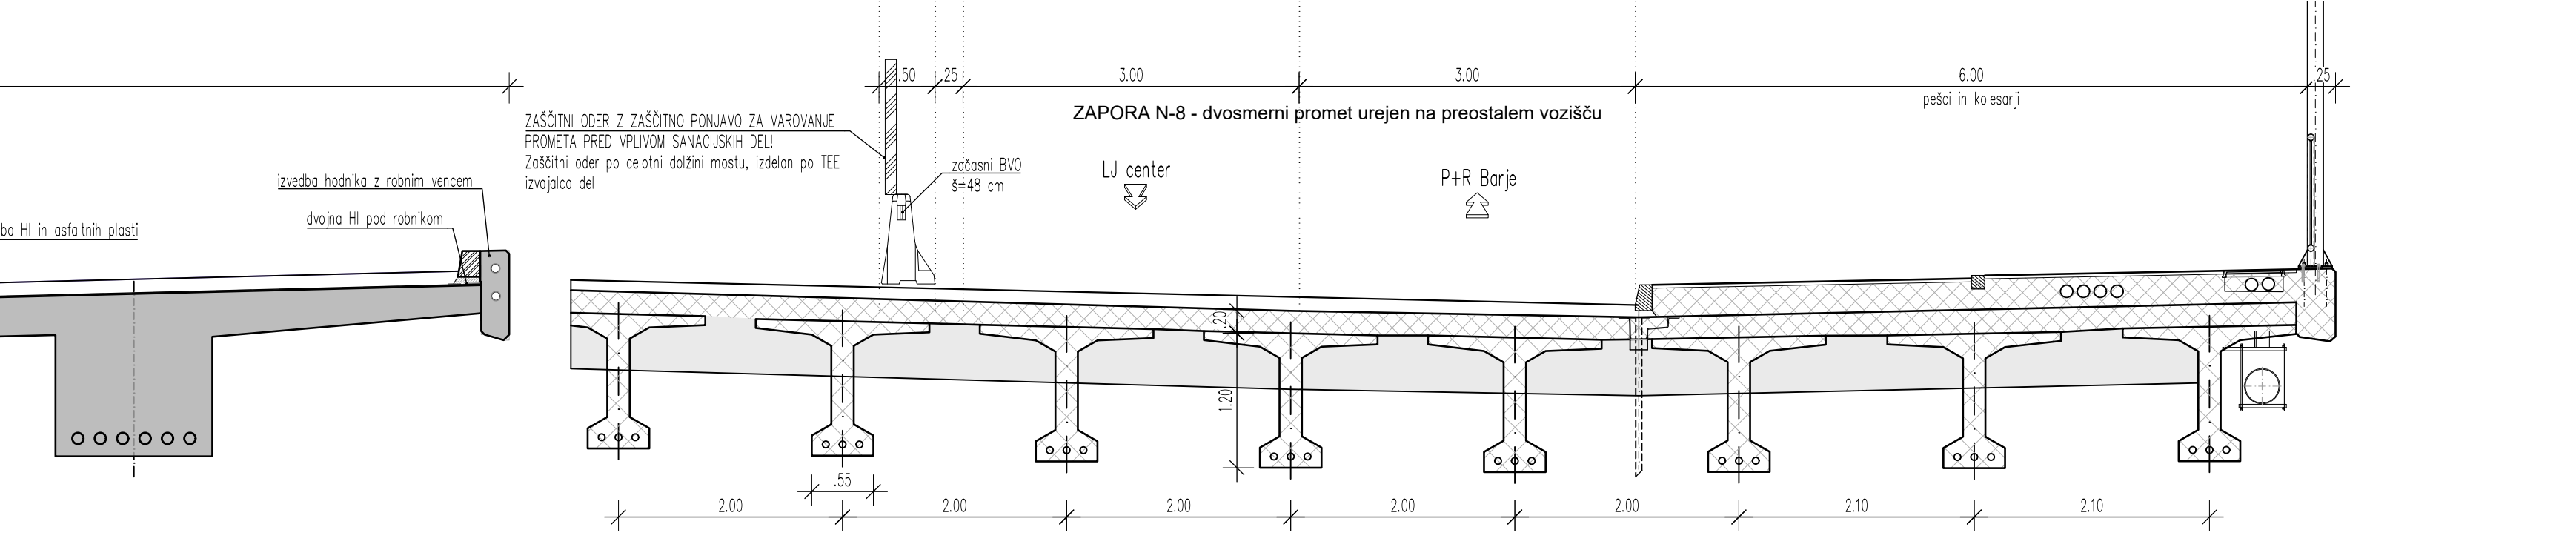 .50
.25
3.00
3.00
6.00
.25
pešci in kolesarji
ZAPORA N-8 - dvosmerni promet urejen na preostalem vozišču
ZAŠČITNI ODER Z ZAŠČITNO PONJAVO ZA VAROVANJE
PROMETA PRED VPLIVOM SANACIJSKIH DEL!
Zaščitni oder po celotni dolžini mostu, izdelan po TEE
izvajalca del
začasni BVO
š=48 cm
LJ center
P+R Barje
izvedba hodnika z robnim vencem
dvojna HI pod robnikom
ba HI in asfaltnih plasti
.20
1.20
.55
2.00
2.00
2.00
2.00
2.00
2.10
2.10